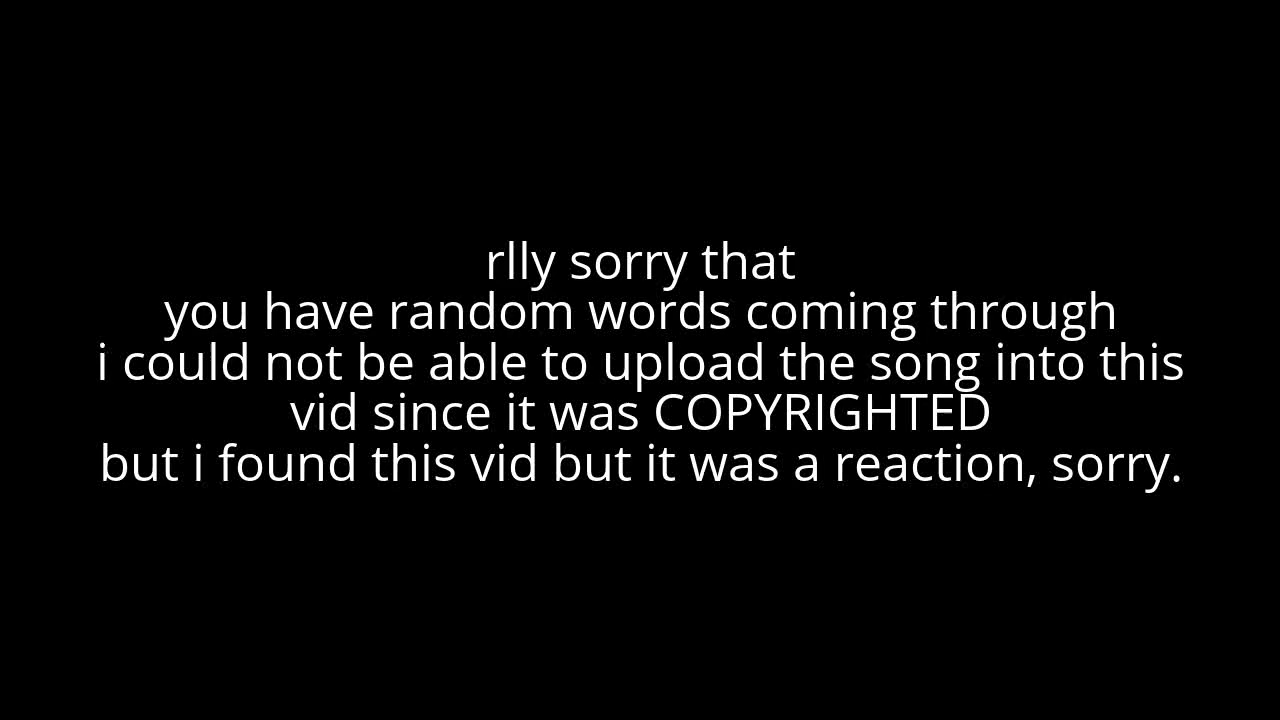 rlly sorry that
you have random words coming through
i could not be able to upload the song into this
vid since it was COPYRIGHTED
but i found this vid but it was a reaction, sorry.